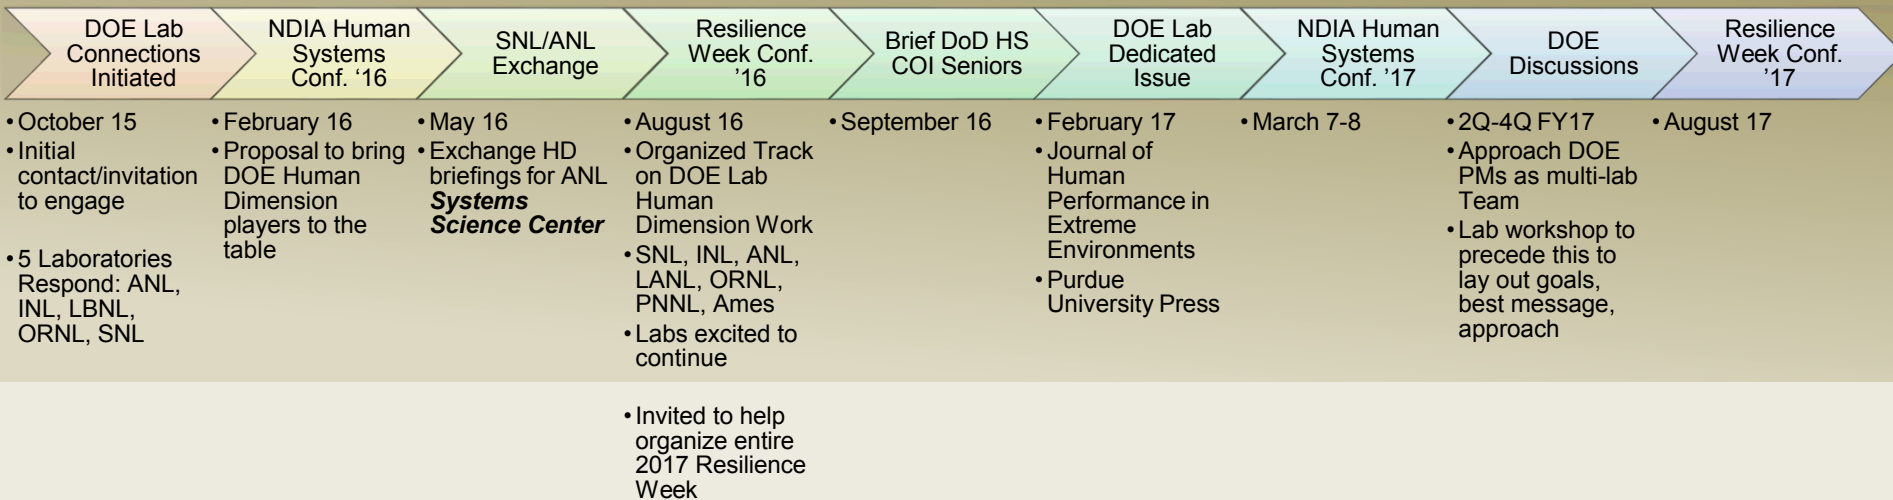 DOE Lab
Connections
Initiated
NDIA Human
Systems
Conf. ‘16
SNL/ANL
Exchange
Resilience
Week Conf.
’16
Brief DoD HS
COI Seniors
DOE Lab
Dedicated
Issue
NDIA Human
Systems
Conf. ’17
DOE
Discussions
Resilience
Week Conf.
’17
• October 15
• Initial
contact/invitation
to engage
• 5 Laboratories
Respond: ANL,
INL, LBNL,
ORNL, SNL
• February 16
• Proposal to bring
DOE Human
Dimension
players to the
table
• May 16
• Exchange HD
briefings for ANL
Systems
Science Center
• August 16
• Organized Track
on DOE Lab
Human
Dimension Work
• SNL, INL, ANL,
LANL, ORNL,
PNNL, Ames
• Labs excited to
continue
• Invited to help
organize entire
2017 Resilience
Week
• September 16
• February 17
• Journal of
Human
Performance in
Extreme
Environments
• Purdue
University Press
• March 7-8
• 2Q-4Q FY17
• Approach DOE
PMs as multi-lab
Team
• Lab workshop to
precede this to
lay out goals,
best message,
approach
• August 17